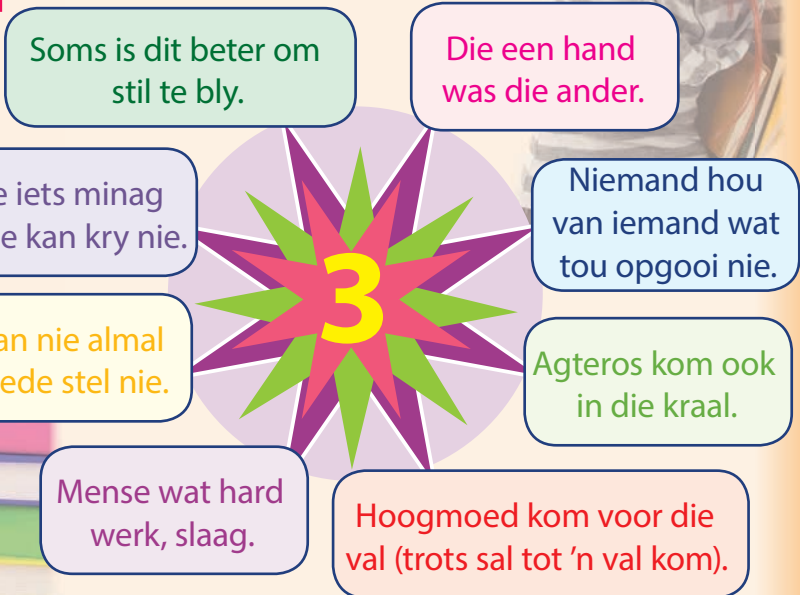 Soms is dit beter om
stil te bly.
Die een hand
was die ander.
iets minag
kan kry nie.
Niemand hou
van iemand wat
tou opgooi nie.
3
nie almal
stel nie.
Agteros kom ook
in die kraal.
Mense wat hard
werk, slaag.
Hoogmoed kom voor die
val (trots sal tot 'n val kom).